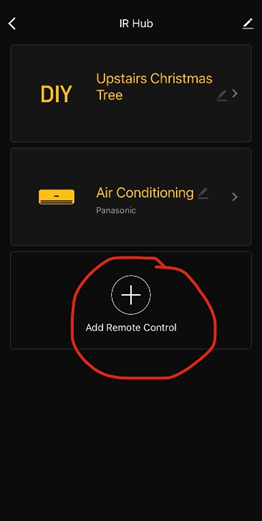 IR Hub
DIY
Upstairs Christmas
Tree
Air Conditioning
Panasonic
Add Remote Control